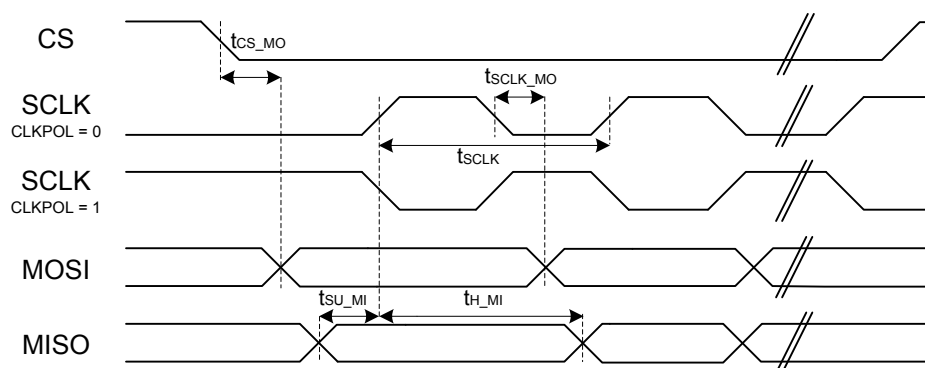 CS
tCS_MO
SCLK
CLKPOL = 0
tSCLK_MO
tSCLK
SCLK
CLKPOL = 1
MOSI
tSU_MI
tH_MI
MISO